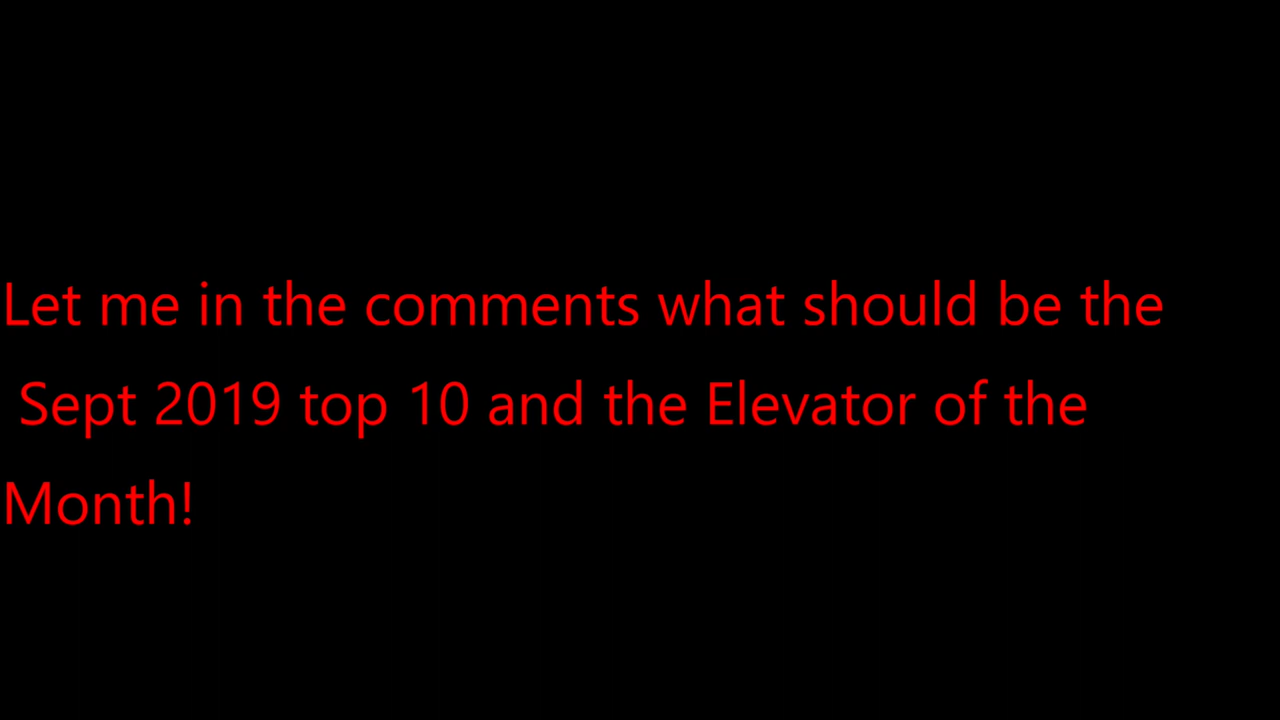 Let me in the comments what should be the
Sept 2019 top 10 and the Elevator of the
Month!